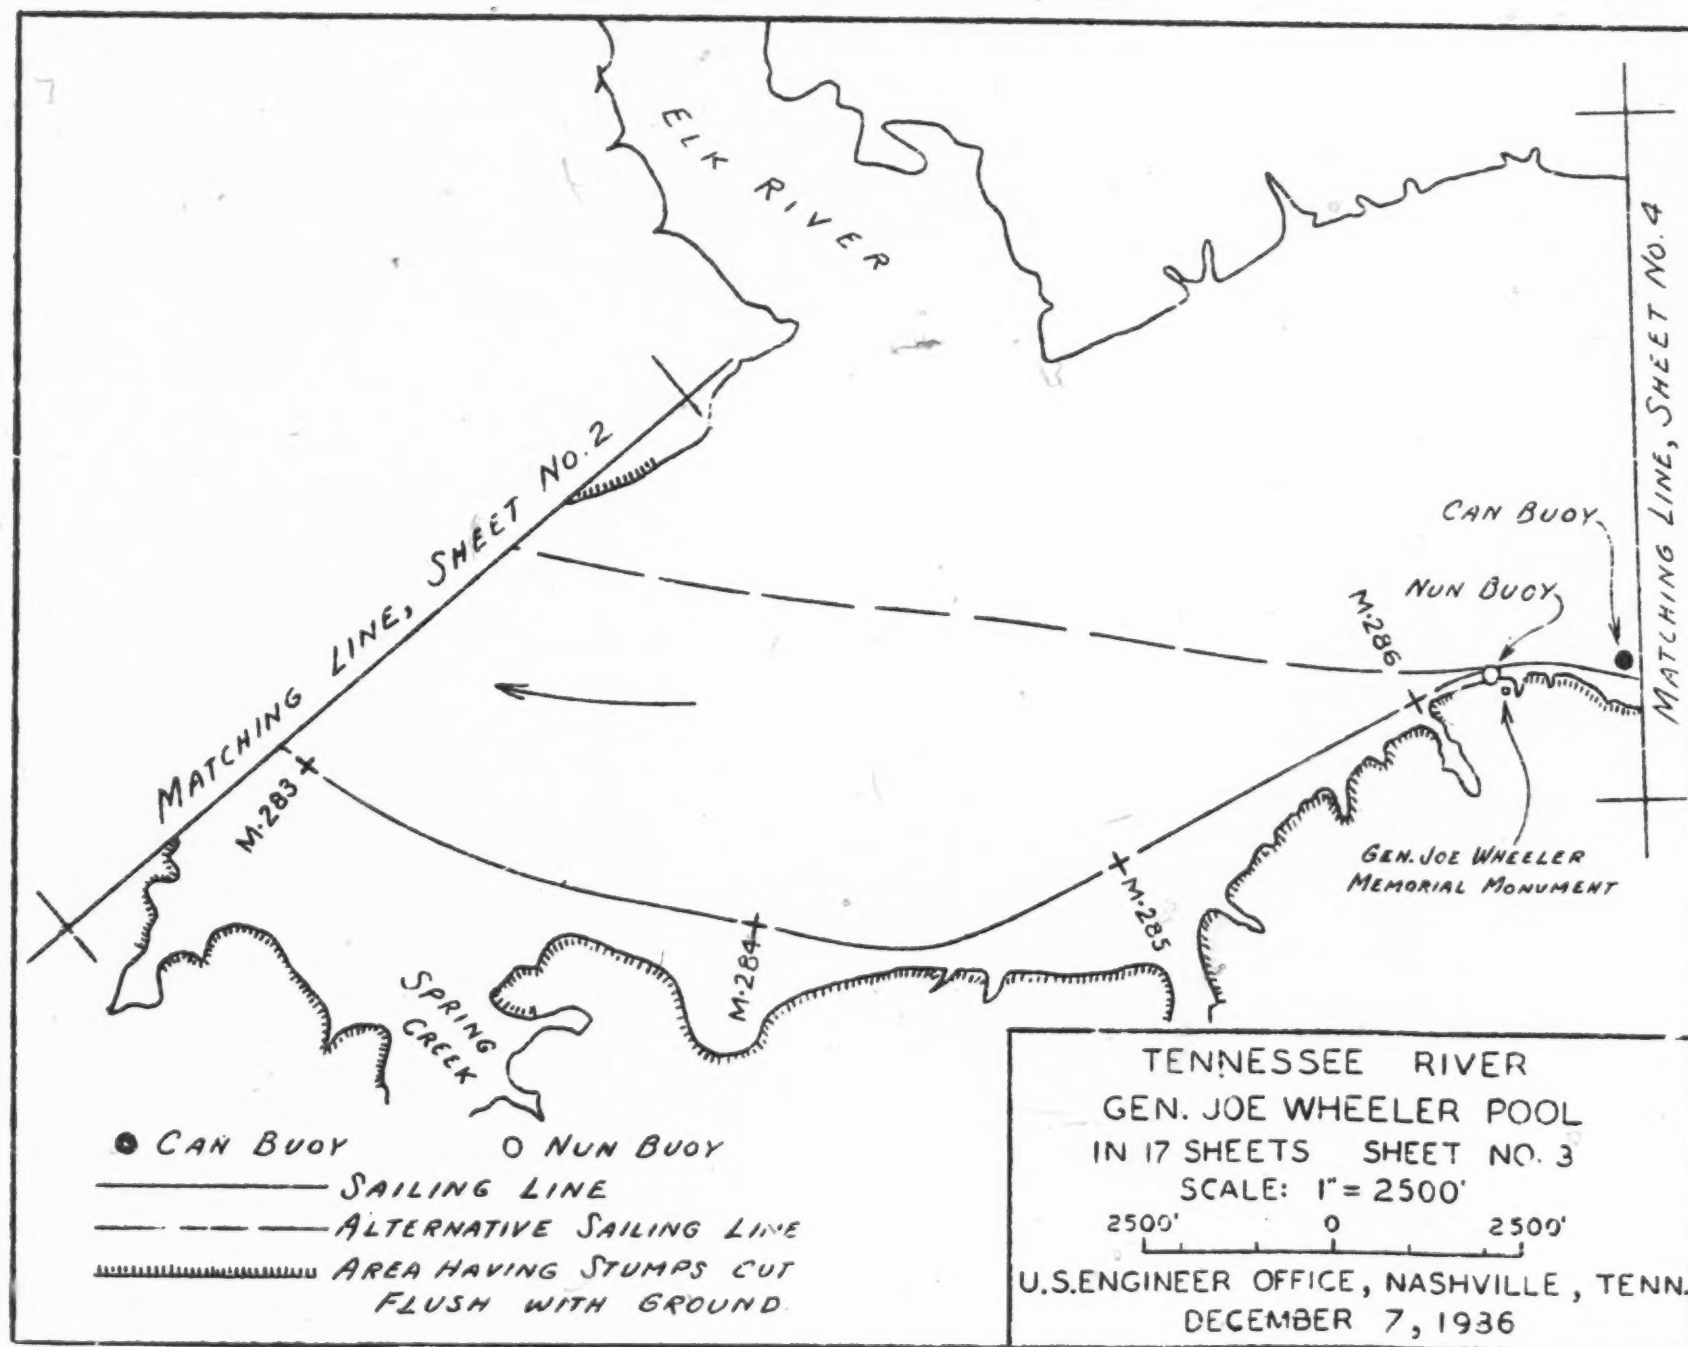 ELK RIVER
MATCHING LINE, SHEET NO. 4
MATCHING LINE, SHEET NO. 2
CAN BUOY
NUN BUOY
M-286
M-283
GEN. JOE WHEELER
MEMORIAL MONUMENT
M-285
M-284
SPRING
CREEK
CAN BUOY
NUN BUOY
SAILING LINE
ALTERNATIVE SAILING LINE
AREA HAVING STUMPS CUT
FLUSH WITH GROUND
TENNESSEE RIVER
GEN. JOE WHEELER POOL
IN 17 SHEETS SHEET NO. 3
SCALE: 1"= 2500'
2500' 0 2500'
U.S.ENGINEER OFFICE, NASHVILLE, TENN.
DECEMBER 7, 1936